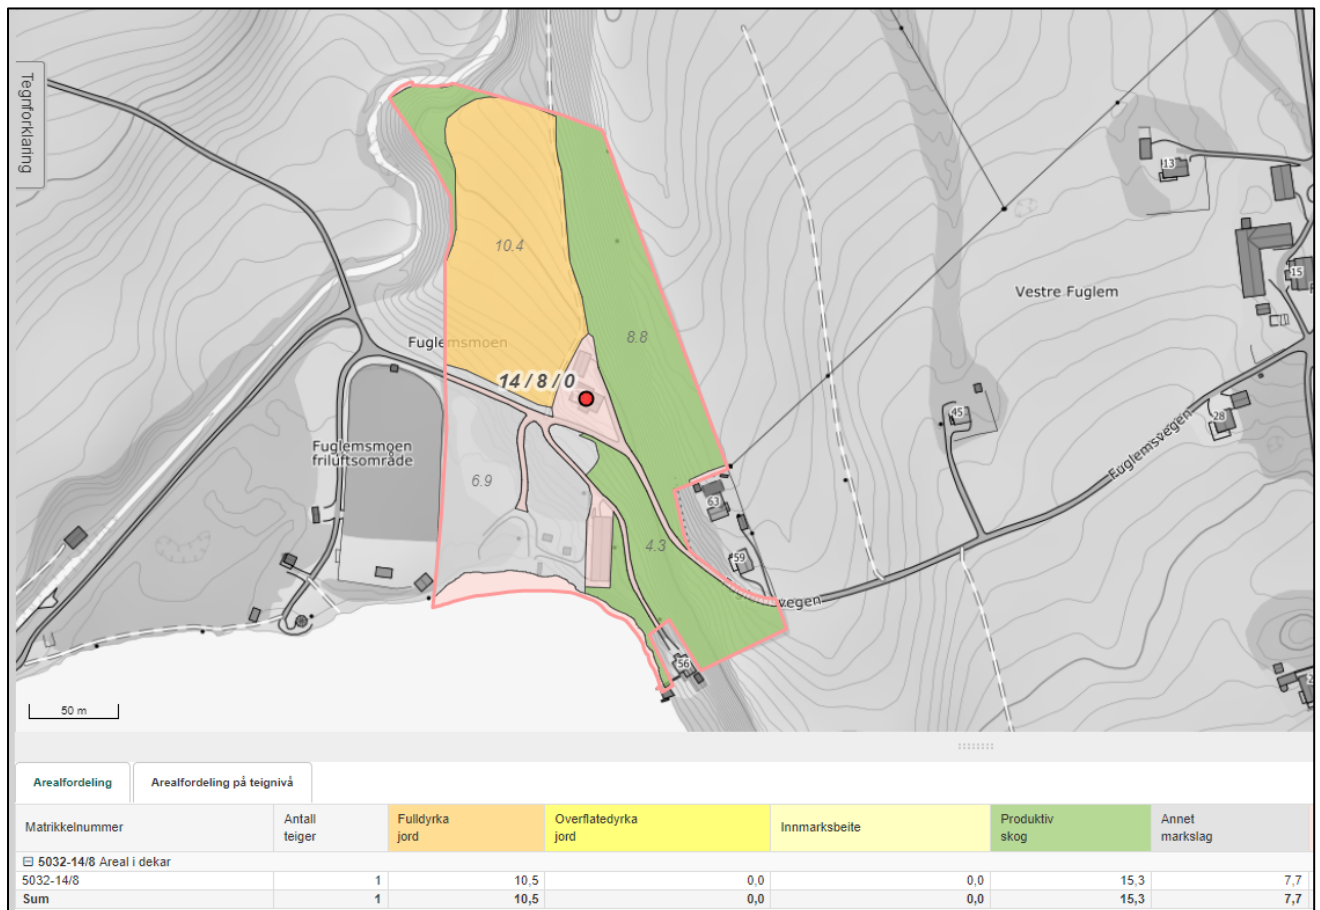 Tegnforklaring
13
15
Vestre Fuglem
10.4
8.8
Fuglemsmoen
14 / 8 / 0
45
28
Fuglemsvegen
Fuglemsmoen
friluftsområde
6.9
63
4.3
59
vegen
56
50 m
Arealfordeling
Arealfordeling på teignivå
Matrikkelnummer
Antall
teiger
Fulldyrka
jord
Overflatedyrka
jord
Innmarksbeite
Produktiv
skog
Annet
markslag
5032-14/8 Areal i dekar
5032-14/8 1 10,5 0,0 0,0 15,3 7,7
Sum 1 10,5 0,0 0,0 15,3 7,7